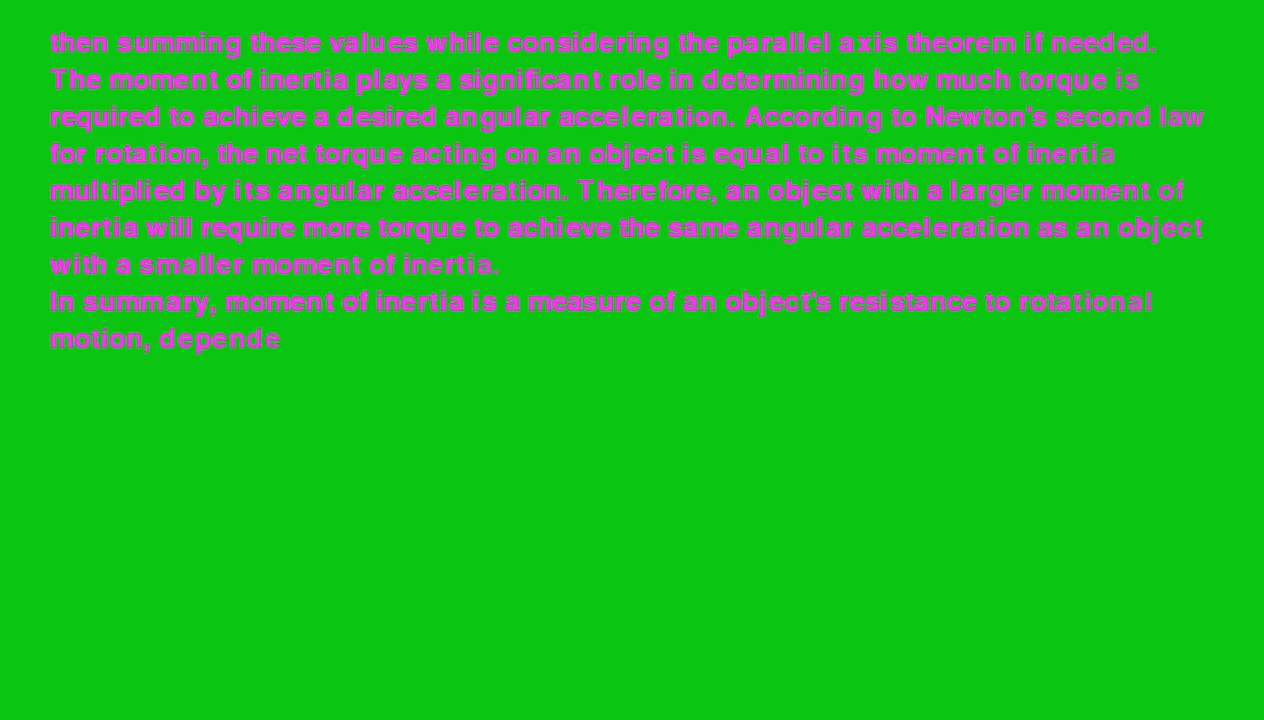 then summing these values while considering the parallel axis theorem if needed.
The moment of inertia plays a significant role in determining how much torque is
required to achieve a desired angular acceleration. According to Newton's second law
for rotation, the net torque acting on an object is equal to its moment of inertia
multiplied by its angular acceleration. Therefore, an object with a larger moment of
inertia will require more torque to achieve the same angular acceleration as an object
with a smaller moment of inertia.
In summary, moment of inertia is a measure of an object's resistance to rotational
motion, depende